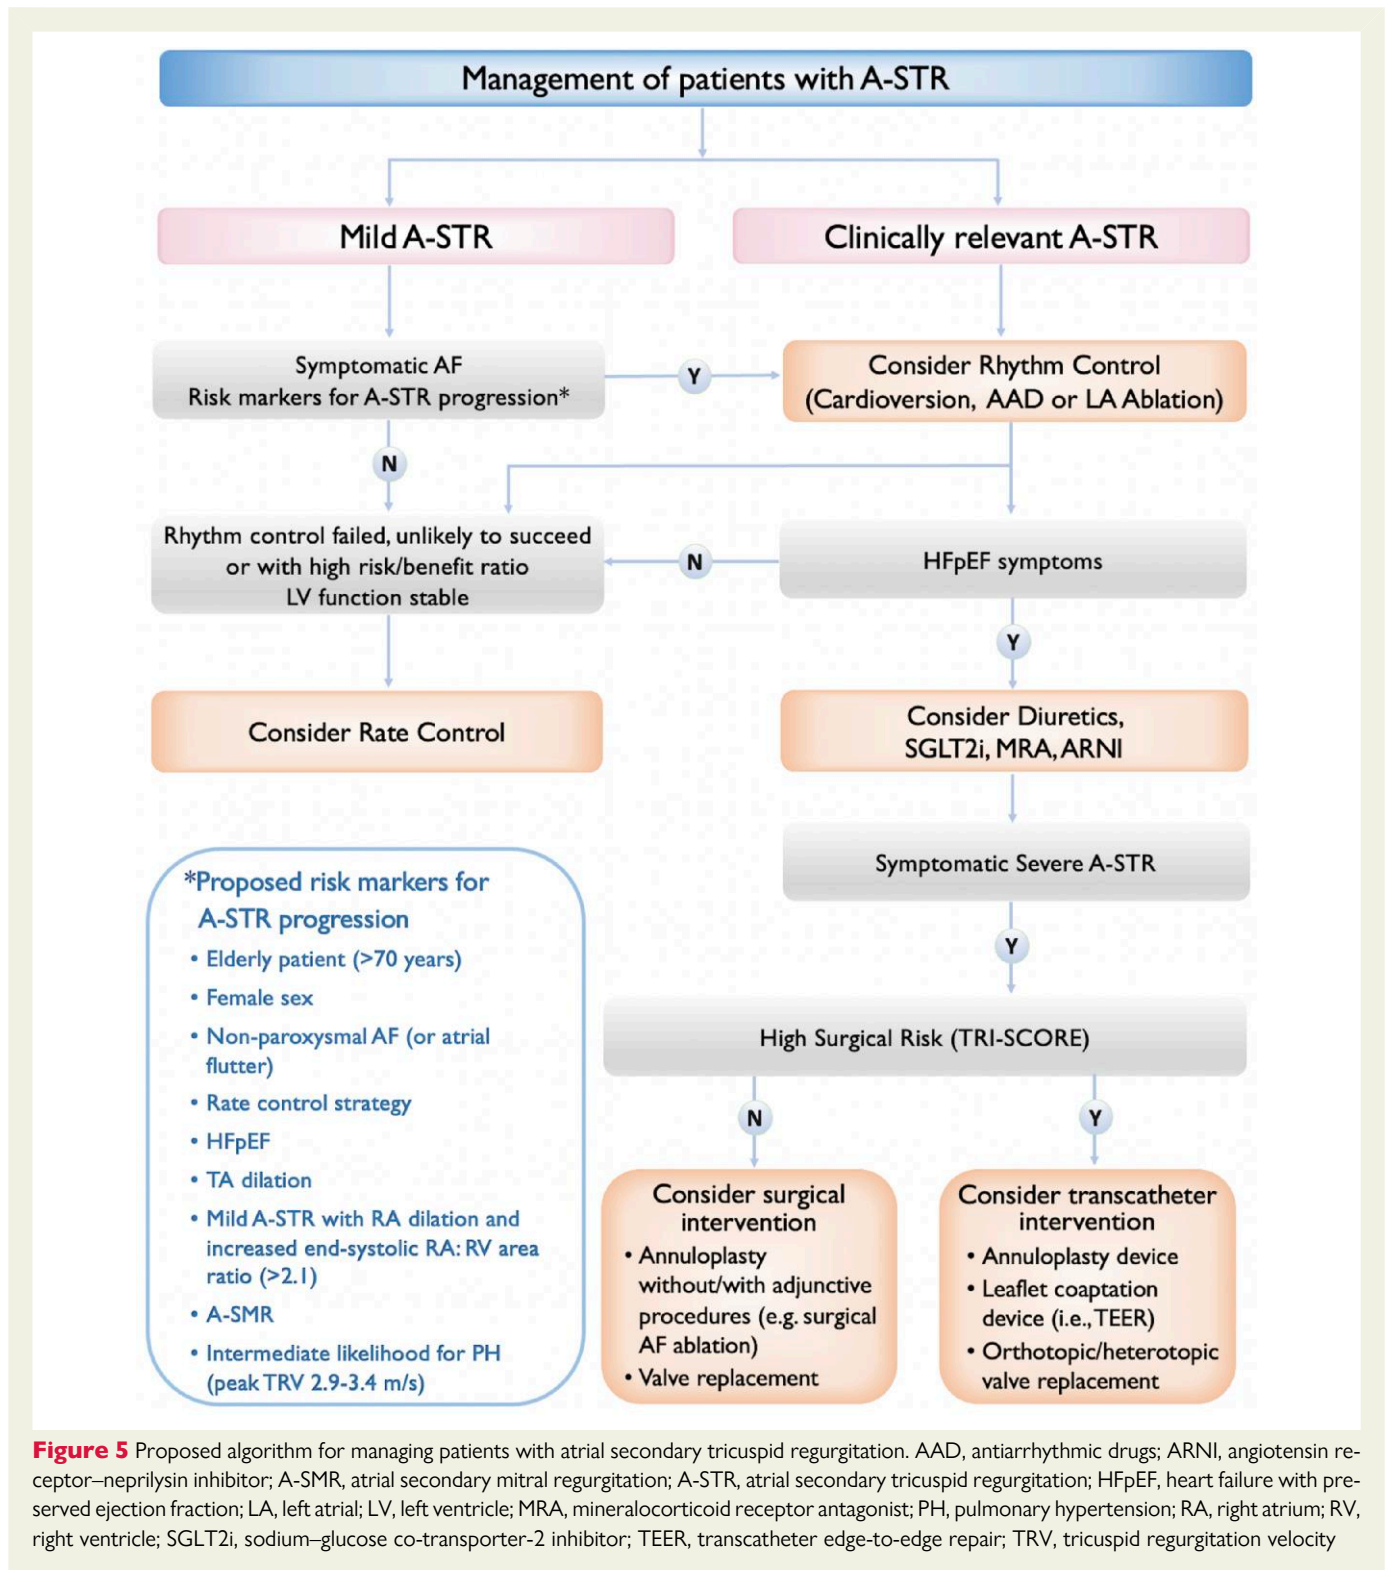 Management of patients with A-STR
Mild A-STR
Clinically relevant A-STR
Symptomatic AF
Risk markers for A-STR progression*
Y
Consider Rhythm Control
(Cardioversion, AAD or LA Ablation)
N
Rhythm control failed, unlikely to succeed
or with high risk/benefit ratio
LV function stable
N
HFpEF symptoms
Y
Consider Rate Control
Consider Diuretics,
SGLT2i, MRA, ARNI
Symptomatic Severe A-STR
Y
High Surgical Risk (TRI-SCORE)
N
Y
Consider surgical
intervention
• Annuloplasty
without/with adjunctive
procedures (e.g. surgical
AF ablation)
• Valve replacement
Consider transcatheter
intervention
• Annuloplasty device
• Leaflet coaptation
device (i.e., TEER)
• Orthotopic/heterotopic
valve replacement
*Proposed risk markers for
A-STR progression
• Elderly patient (>70 years)
• Female sex
• Non-paroxysmal AF (or atrial
flutter)
• Rate control strategy
• HFpEF
• TA dilation
• Mild A-STR with RA dilation and
increased end-systolic RA: RV area
ratio (>2.1)
• A-SMR
• Intermediate likelihood for PH
(peak TRV 2.9-3.4 m/s)
Figure 5 Proposed algorithm for managing patients with atrial secondary tricuspid regurgitation. AAD, antiarrhythmic drugs; ARNI, angiotensin re-
ceptor–neprilysin inhibitor; A-SMR, atrial secondary mitral regurgitation; A-STR, atrial secondary tricuspid regurgitation; HFpEF, heart failure with pre-
served ejection fraction; LA, left atrial; LV, left ventricle; MRA, mineralocorticoid receptor antagonist; PH, pulmonary hypertension; RA, right atrium; RV,
right ventricle; SGLT2i, sodium–glucose co-transporter-2 inhibitor; TEER, transcatheter edge-to-edge repair; TRV, tricuspid regurgitation velocity